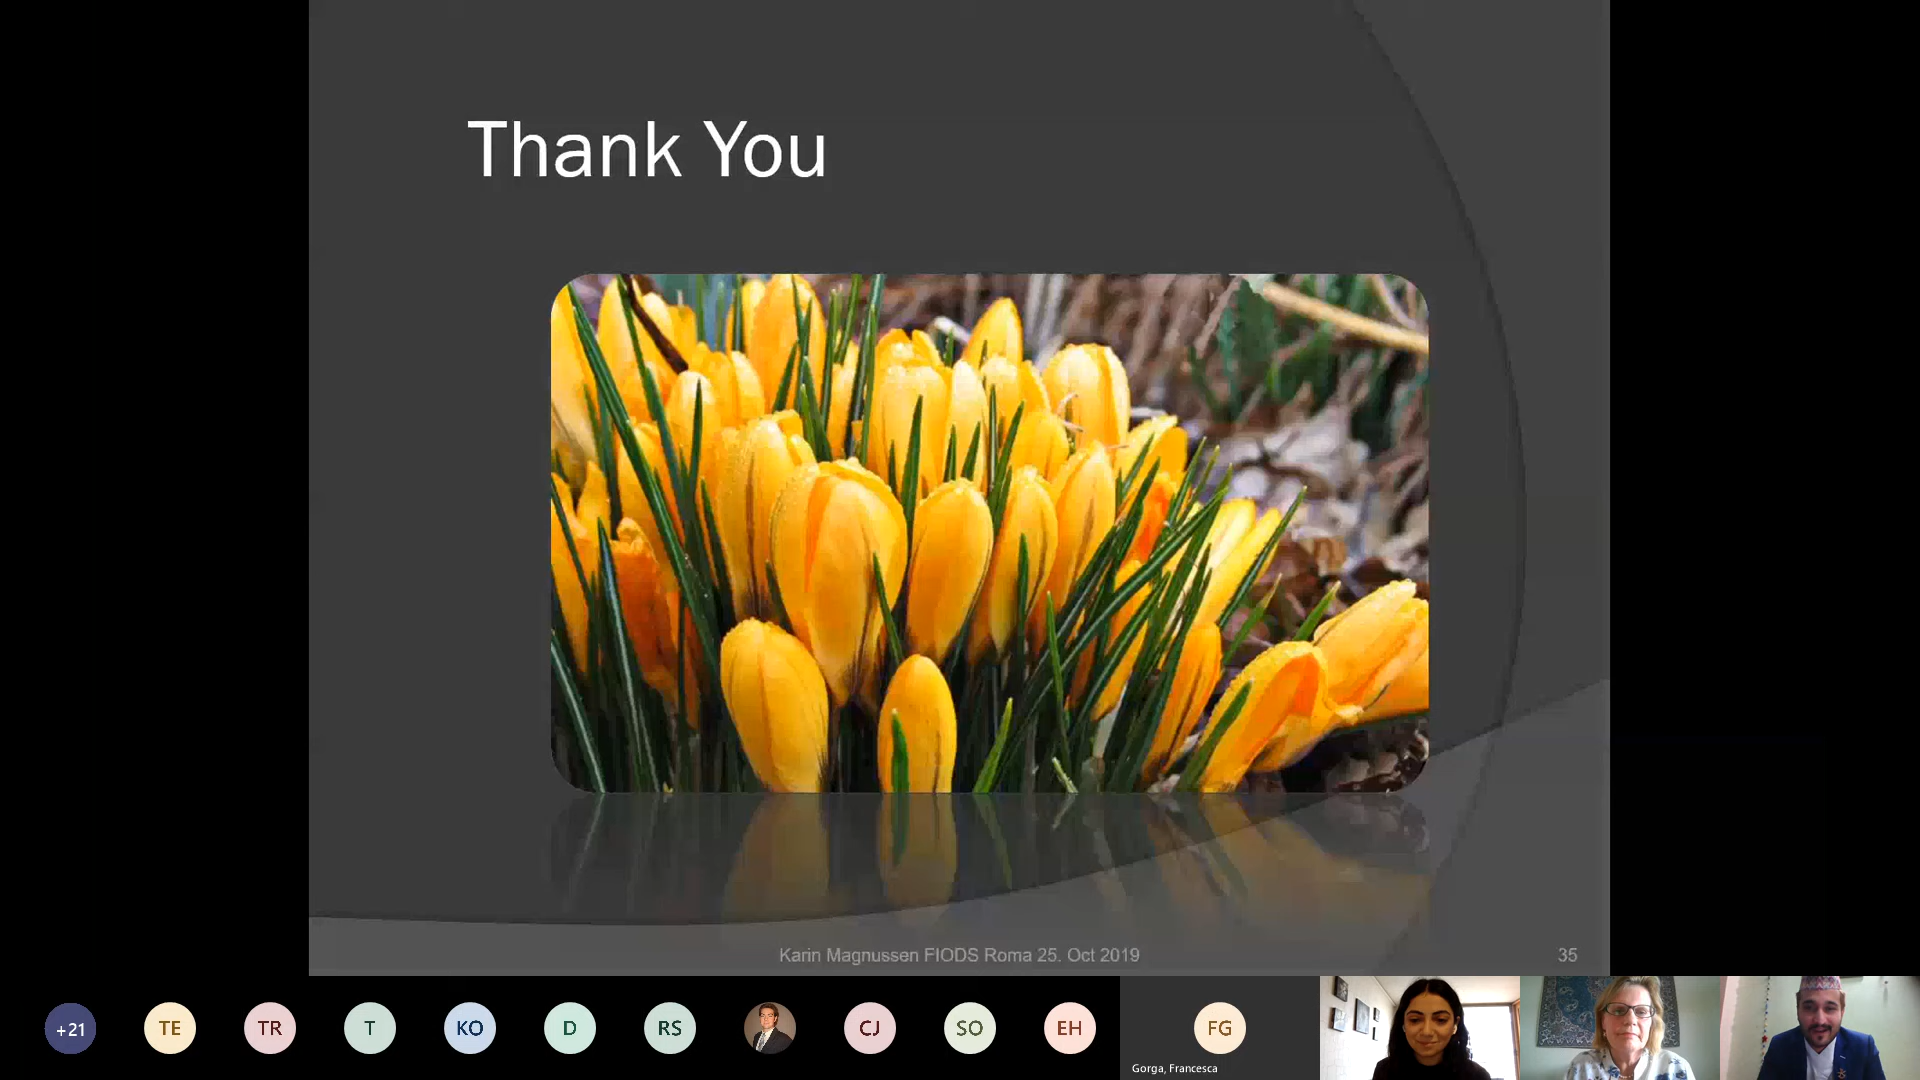 Thank You
Karin Magnussen FIODS Roma 25. Oct 2019
35
+21
TE
TR
T
KO
D
RS
CJ
SO
EH
FG
Gorga, Francesca